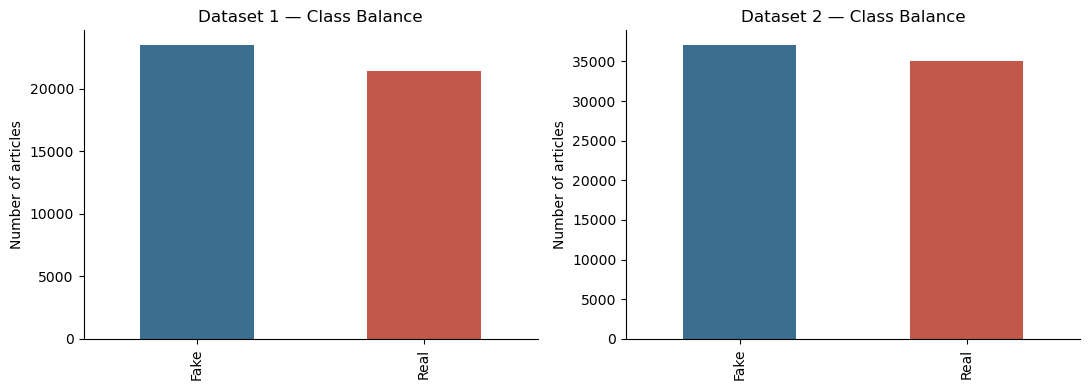 Dataset 1 — Class Balance
Number of articles
20000
15000
10000
5000
0
Fake
Real
Dataset 2 — Class Balance
Number of articles
35000
30000
25000
20000
15000
10000
5000
0
Fake
Real